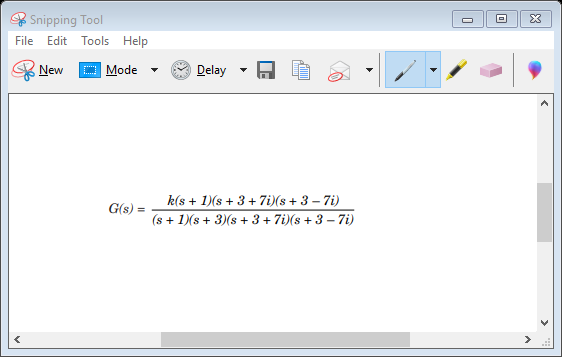 Snipping Tool
File Edit Tools Help
New Mode Delay
G(s) = k(s + 1)(s + 3 + 7i)(s + 3 – 7i)
(s + 1)(s + 3)(s + 3 + 7i)(s + 3 – 7i)